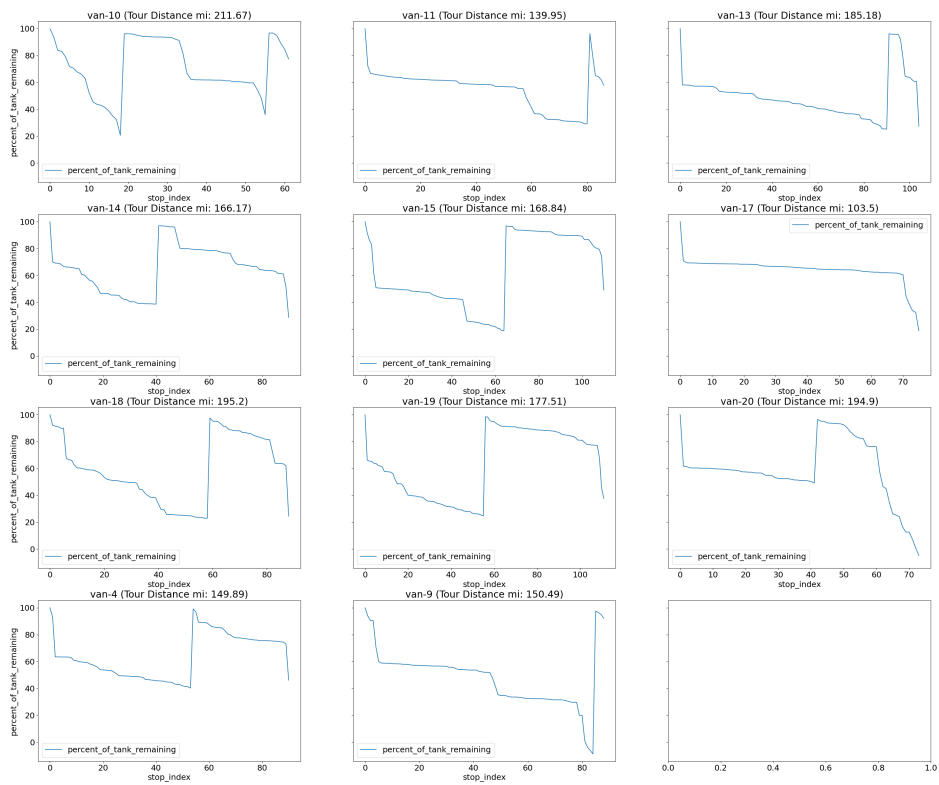 van-10 (Tour Distance mi: 211.67)
van-11 (Tour Distance mi: 139.95)
van-13 (Tour Distance mi: 185.18)
percent_of_tank_remaining
100
80
60
40
20
0
percent_of_tank_remaining
percent_of_tank_remaining
percent_of_tank_remaining
0 10 20 30 40 50 60
0 20 40 60 80
0 20 40 60 80 100
stop_index
stop_index
stop_index
van-14 (Tour Distance mi: 166.17)
van-15 (Tour Distance mi: 168.84)
van-17 (Tour Distance mi: 103.5)
percent_of_tank_remaining
100
80
60
40
20
0
percent_of_tank_remaining
percent_of_tank_remaining
percent_of_tank_remaining
0 20 40 60 80
0 20 40 60 80 100
0 10 20 30 40 50 60 70
stop_index
stop_index
stop_index
van-18 (Tour Distance mi: 195.2)
van-19 (Tour Distance mi: 177.51)
van-20 (Tour Distance mi: 194.9)
percent_of_tank_remaining
100
80
60
40
20
0
percent_of_tank_remaining
percent_of_tank_remaining
percent_of_tank_remaining
0 20 40 60 80
0 20 40 60 80 100
0 10 20 30 40 50 60 70
stop_index
stop_index
stop_index
van-4 (Tour Distance mi: 149.89)
van-9 (Tour Distance mi: 150.49)
percent_of_tank_remaining
100
80
60
40
20
0
percent_of_tank_remaining
percent_of_tank_remaining
0 20 40 60 80
0 20 40 60 80
0.0 0.2 0.4 0.6 0.8 1.0
stop_index
stop_index